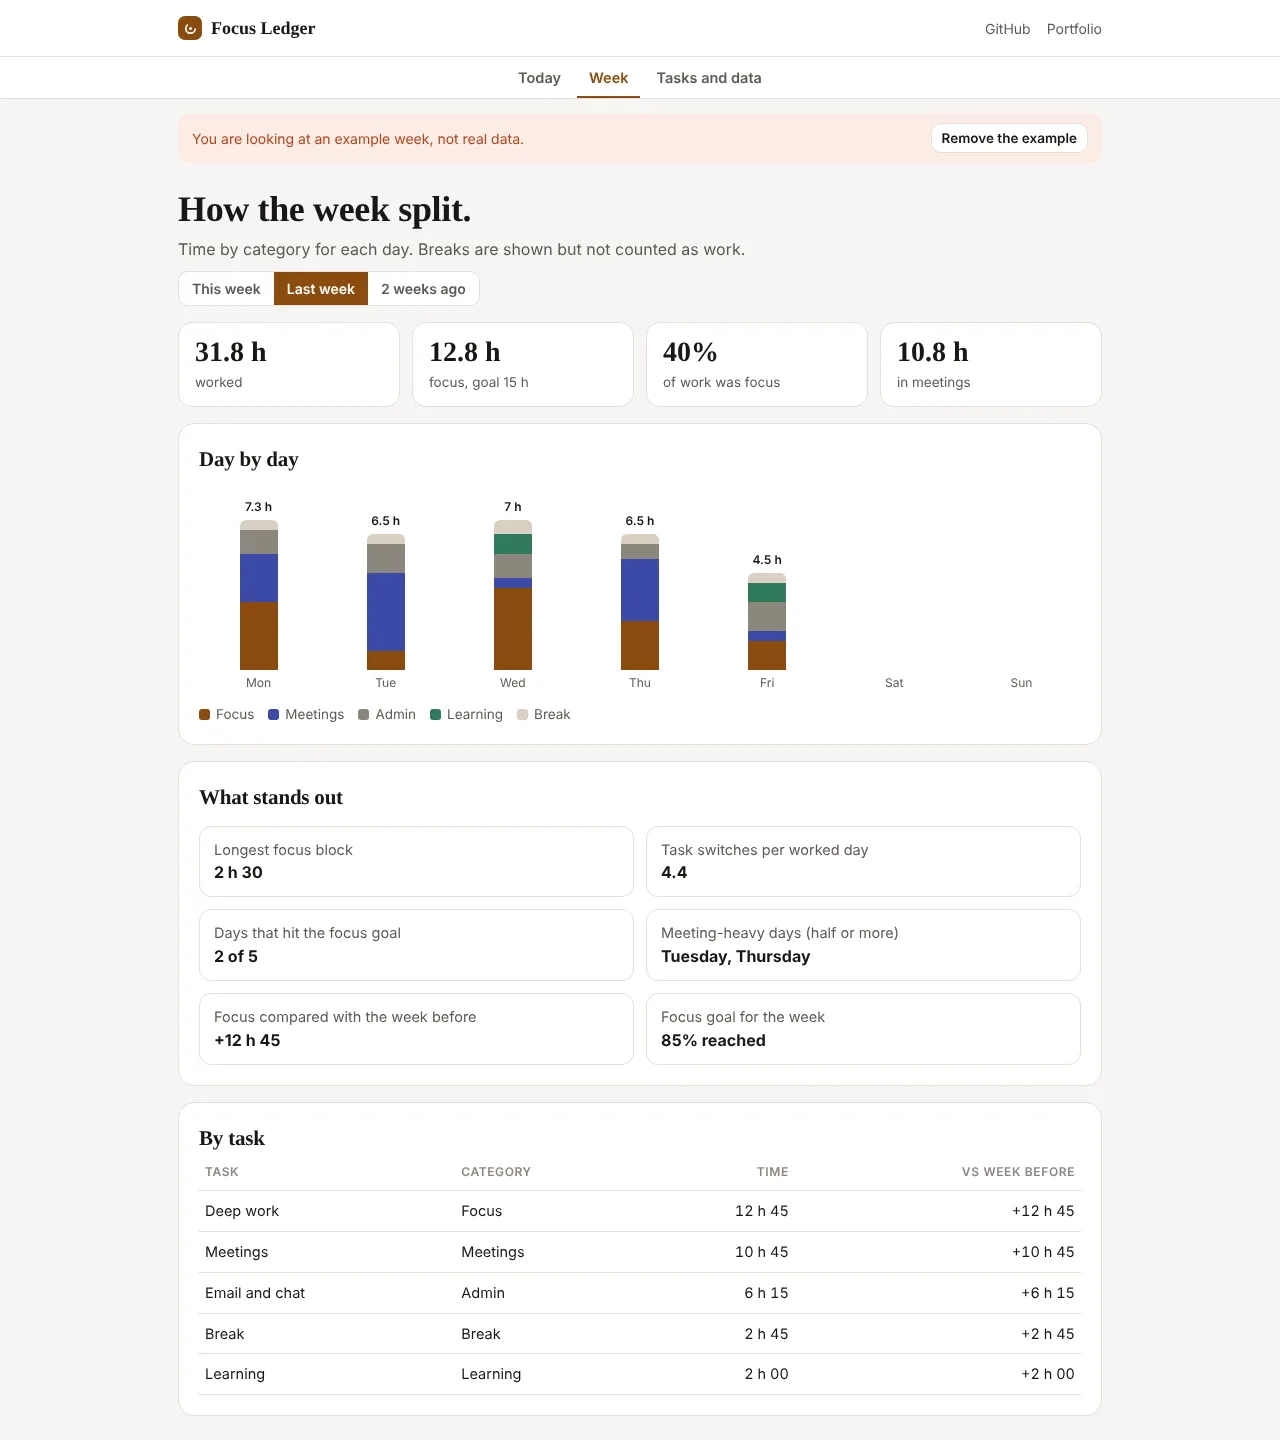 Focus Ledger
GitHub Portfolio
Today Week Tasks and data
You are looking at an example week, not real data. Remove the example
How the week split.
Time by category for each day. Breaks are shown but not counted as work.
This week Last week 2 weeks ago
31.8 h
worked
12.8 h
focus, goal 15 h
40%
of work was focus
10.8 h
in meetings
Day by day
7.3 h 6.5 h 7 h 6.5 h 4.5 h
Mon Tue Wed Thu Fri Sat Sun
Focus Meetings Admin Learning Break
What stands out
Longest focus block
2 h 30
Task switches per worked day
4.4
Days that hit the focus goal
2 of 5
Meeting-heavy days (half or more)
Tuesday, Thursday
Focus compared with the week before
+12 h 45
Focus goal for the week
85% reached
By task
TASK CATEGORY TIME VS WEEK BEFORE
Deep work Focus 12 h 45 +12 h 45
Meetings Meetings 10 h 45 +10 h 45
Email and chat Admin 6 h 15 +6 h 15
Break Break 2 h 45 +2 h 45
Learning Learning 2 h 00 +2 h 00